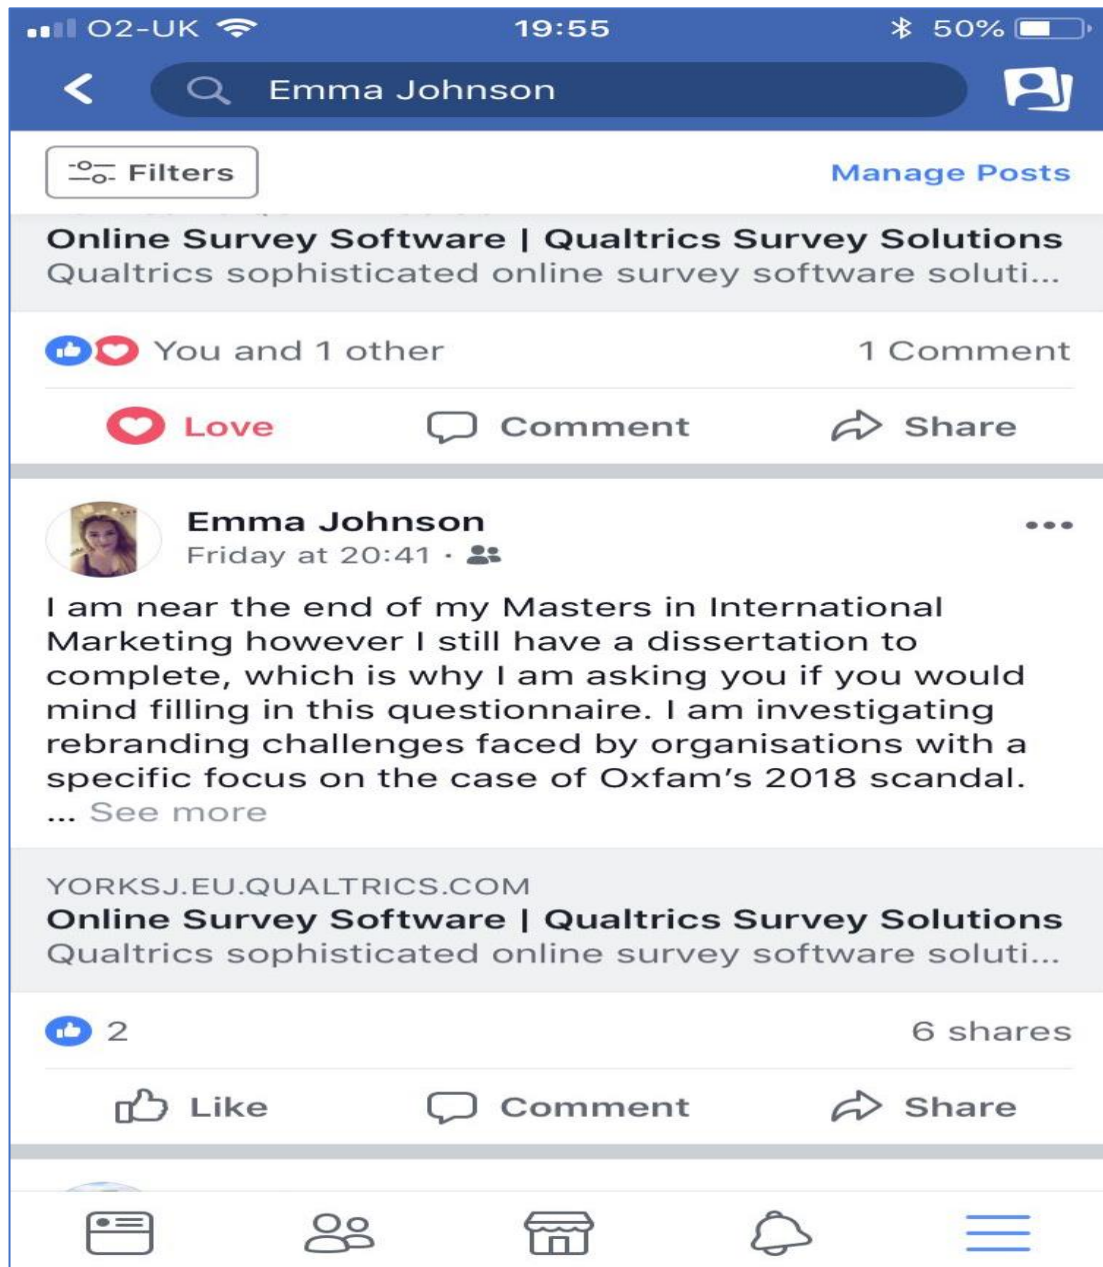 O2-UK 19:55 50%
Emma Johnson
Filters Manage Posts
Online Survey Software | Qualtrics Survey Solutions
Qualtrics sophisticated online survey software soluti...
You and 1 other 1 Comment
Love Comment Share
Emma Johnson
Friday at 20:41 ·
I am near the end of my Masters in International
Marketing however I still have a dissertation to
complete, which is why I am asking you if you would
mind filling in this questionnaire. I am investigating
rebranding challenges faced by organisations with a
specific focus on the case of Oxfam's 2018 scandal.
... See more
YORKSJ.EU.QUALTRICS.COM
Online Survey Software | Qualtrics Survey Solutions
Qualtrics sophisticated online survey software soluti...
2 6 shares
Like Comment Share